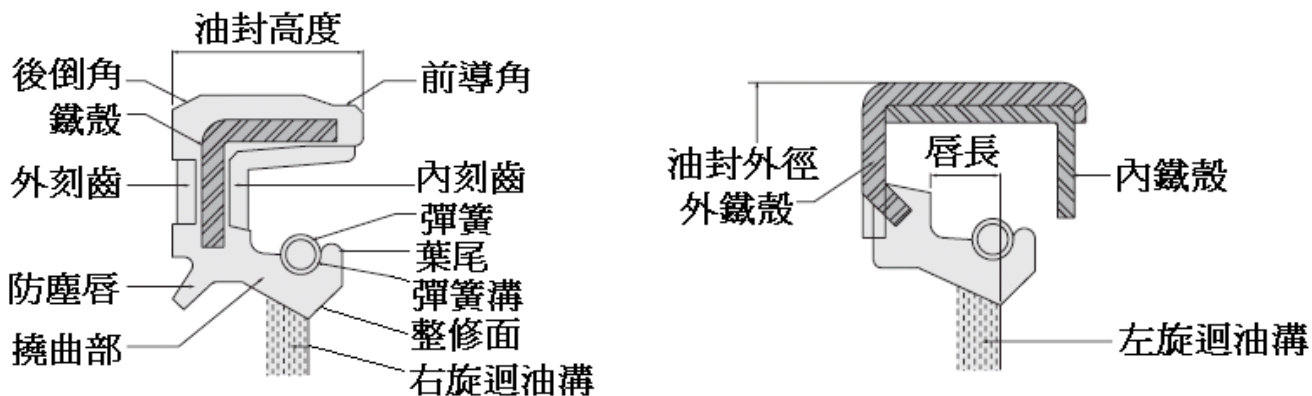 油封高度
後倒角
前導角
鐵殼
外刻齒
內刻齒
彈簧
葉尾
防塵唇
彈簧溝
整修面
撓曲部
右旋迴油溝
油封外徑
唇長
外鐵殼
內鐵殼
左旋迴油溝